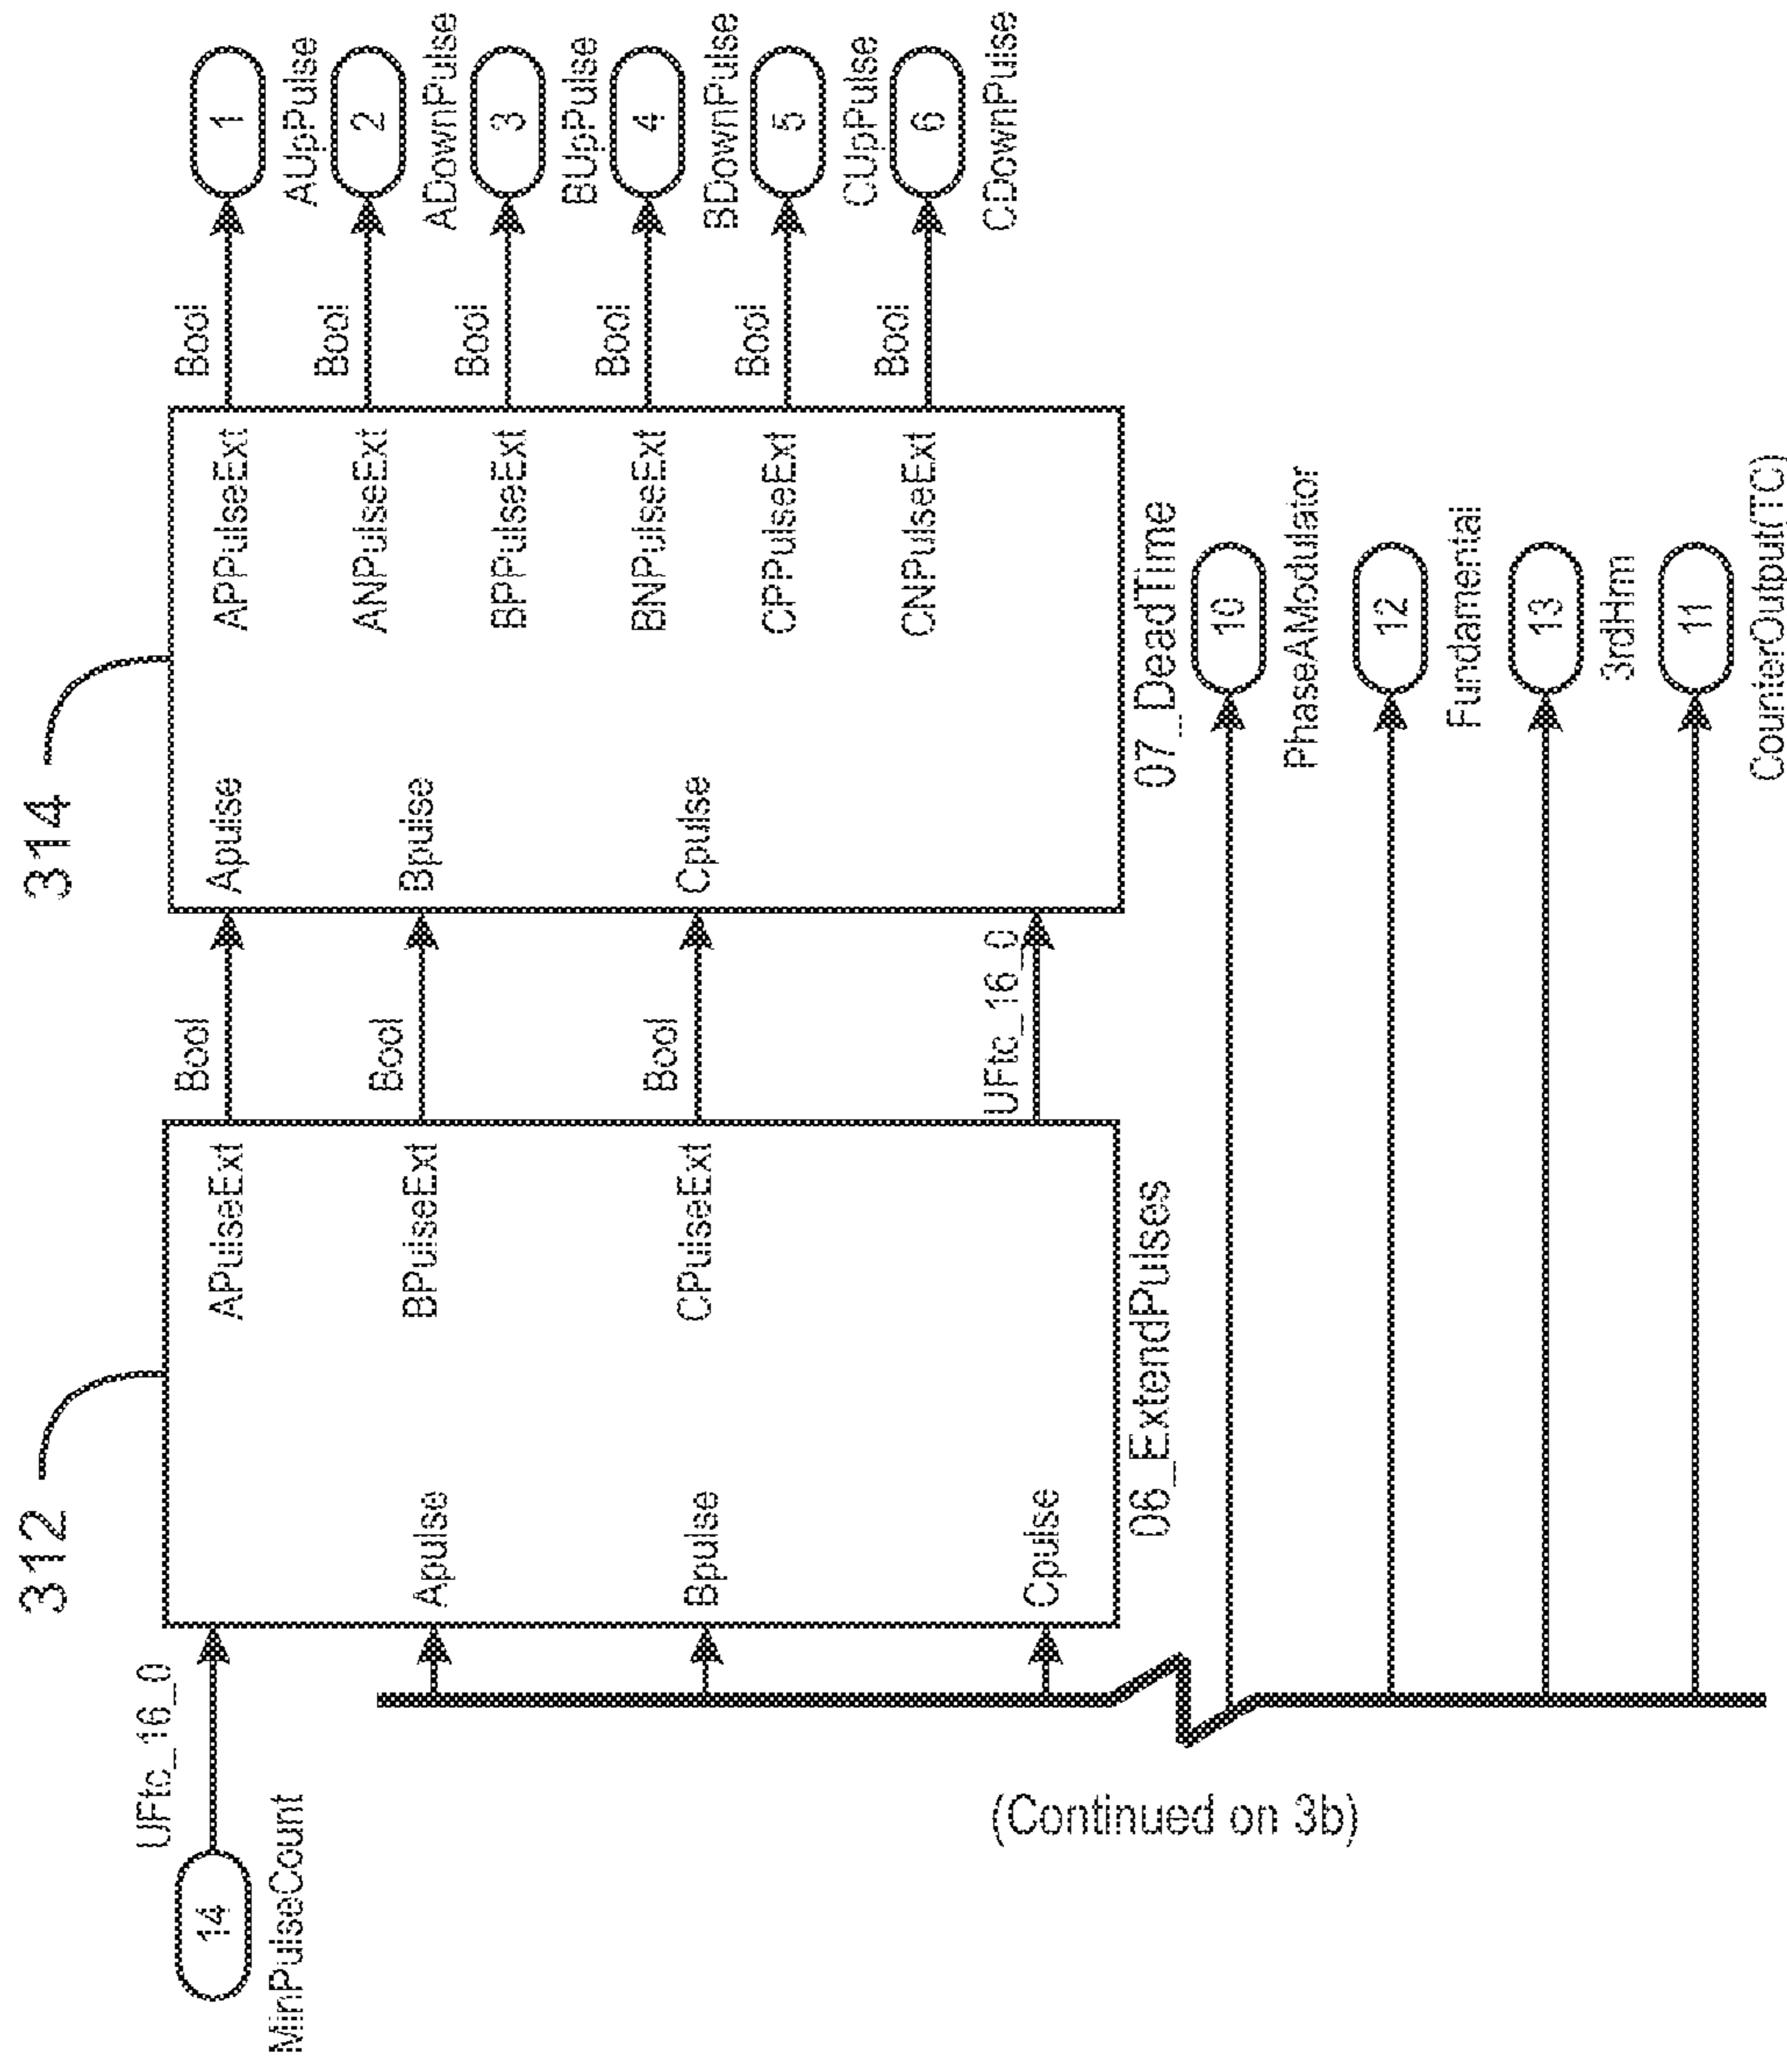 312
314
14
MinPulseCount
UFtc_16_0
Apulse
Bpulse
Cpulse
APulseExt
BPulseExt
CPulseExt
06_ExtendPulses
Bool
Bool
Bool
UFtc_16_0
Apulse
Bpulse
Cpulse
APPulseExt
ANPulseExt
BPPulseExt
BNPulseExt
CPPulseExt
CNPulseExt
07_DeadTime
Bool
Bool
Bool
Bool
Bool
Bool
1
AUpPulse
2
ADownPulse
3
BUpPulse
4
BDownPulse
5
CUpPulse
6
CDownPulse
10
PhaseAModulator
12
Fundamental
13
3rdHrm
11
CounterOutput(TC)
(Continued on 3b)